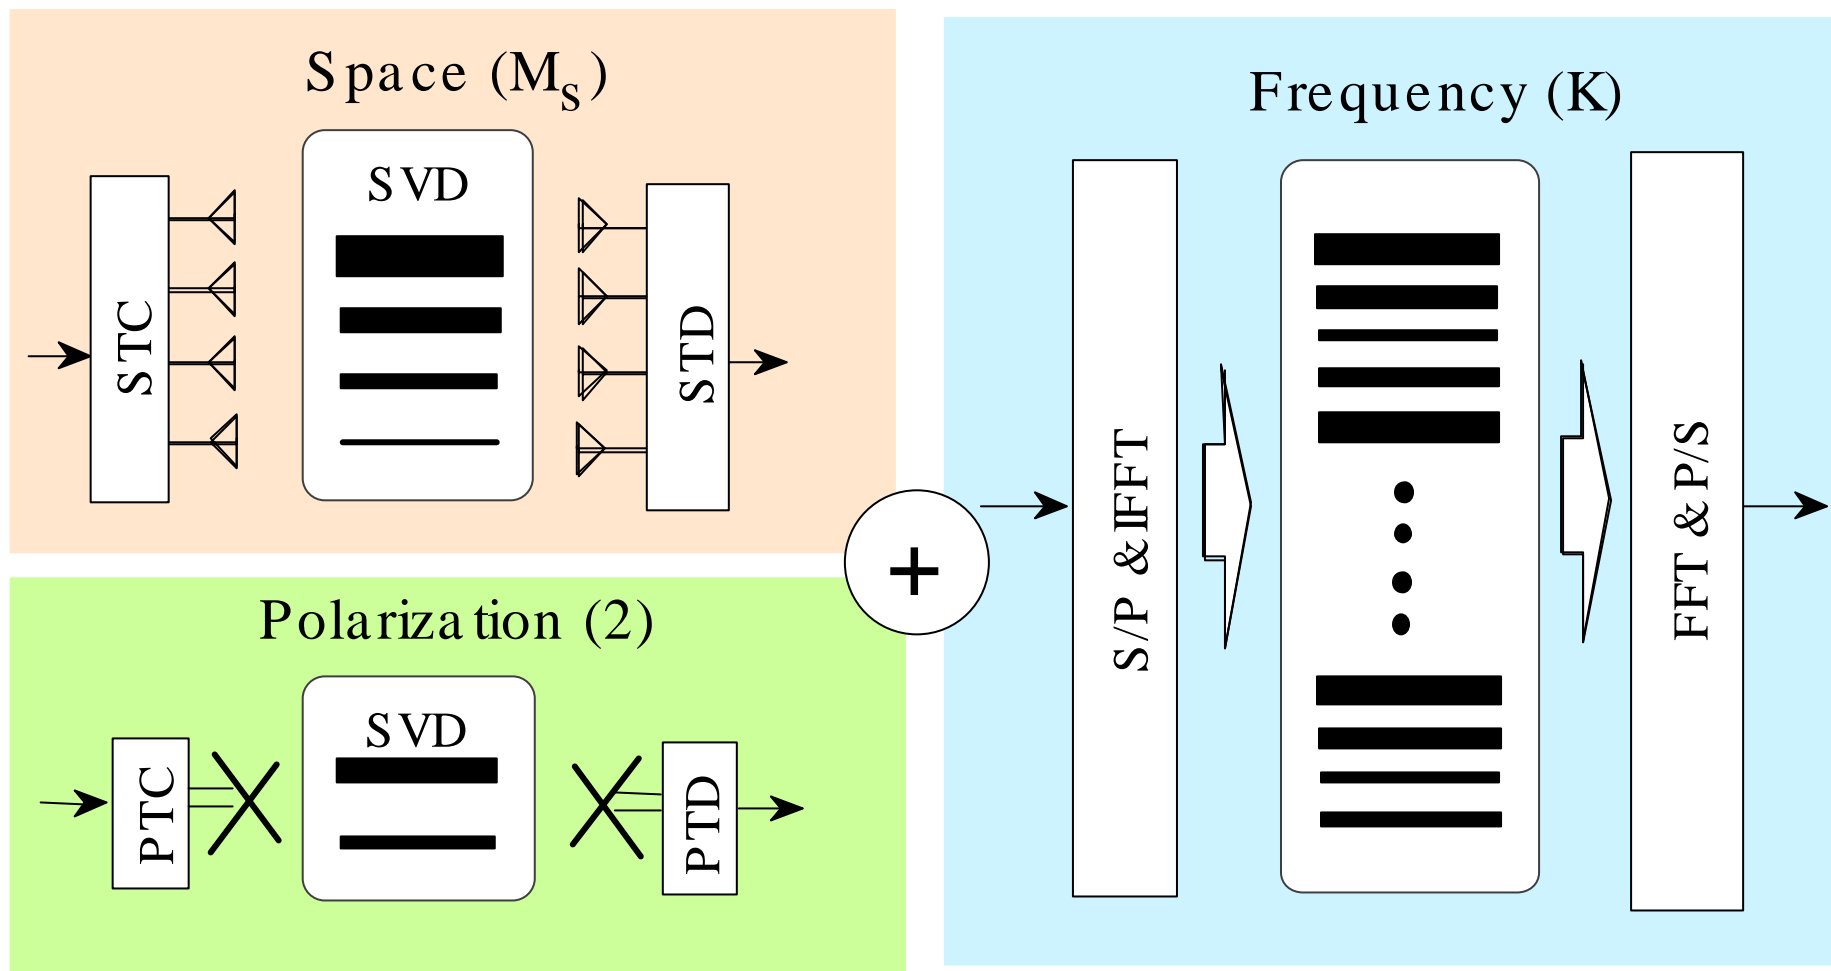 Space (MS)
SVD
STC
STD
Polarization (2)
SVD
PTC
PTD
+
Frequency (K)
S/P & IFFT
FFT & P/S